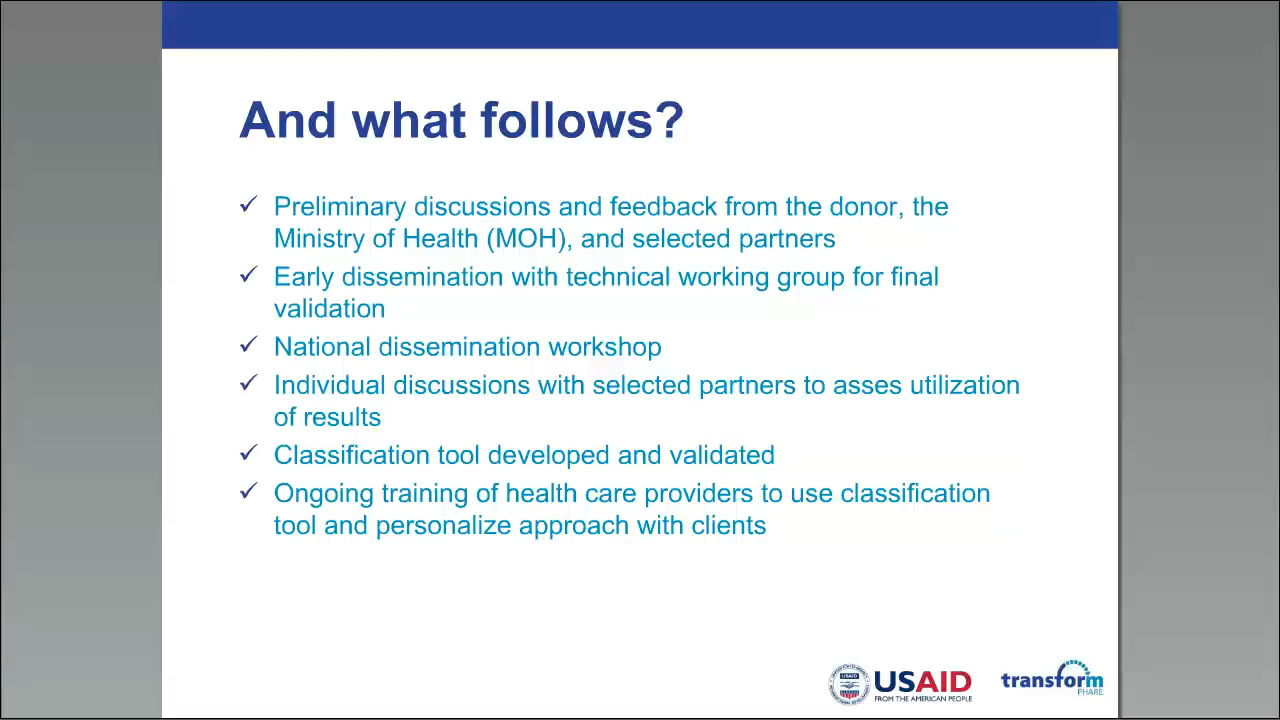 And what follows?
✓ Preliminary discussions and feedback from the donor, the
Ministry of Health (MOH), and selected partners
✓ Early dissemination with technical working group for final
validation
✓ National dissemination workshop
✓ Individual discussions with selected partners to asses utilization
of results
✓ Classification tool developed and validated
✓ Ongoing training of health care providers to use classification
tool and personalize approach with clients
USAID
USAID
FROM THE AMERICAN PEOPLE
transform
PHARE